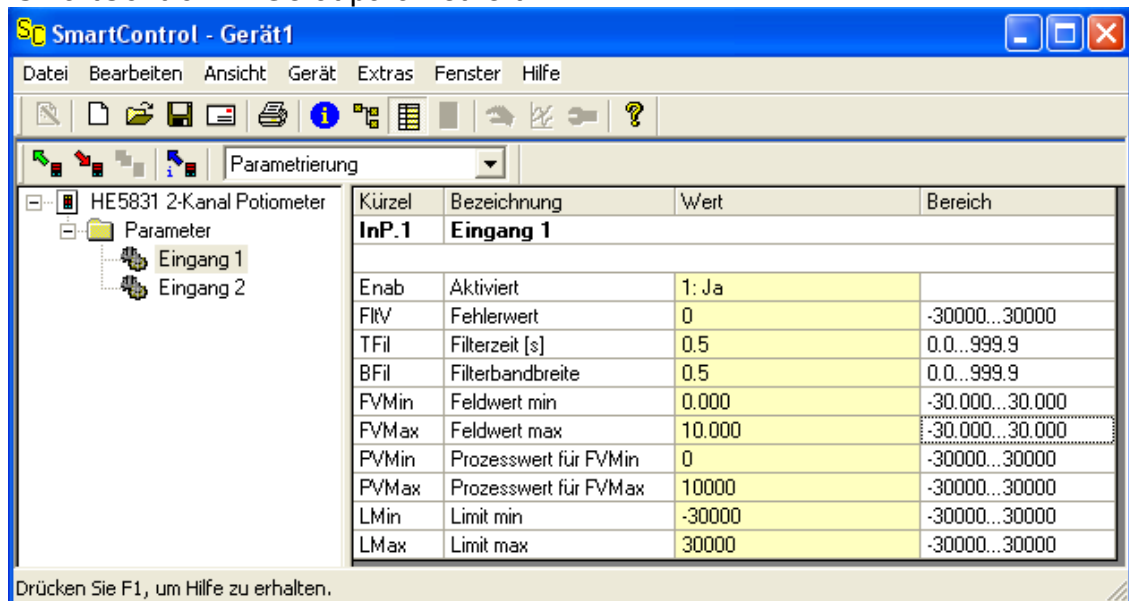 SmartControl - Gerät1
Datei Bearbeiten Ansicht Gerät Extras Fenster Hilfe
Parametrierung
HE5831 2-Kanal Potiometer
Parameter
Eingang 1
Eingang 2
Kürzel Bezeichnung Wert Bereich
InP.1 Eingang 1
Enab Aktiviert 1: Ja
FltV Fehlerwert 0 -30000...30000
TFil Filterzeit [s] 0.5 0.0...999.9
BFil Filterbandbreite 0.5 0.0...999.9
FVMin Feldwert min 0.000 -30.000...30.000
FVMax Feldwert max 10.000 -30.000...30.000
PVMin Prozesswert für FVMin 0 -30000...30000
PVMax Prozesswert für FVMax 10000 -30000...30000
LMin Limit min -30000 -30000...30000
LMax Limit max 30000 -30000...30000
Drücken Sie F1, um Hilfe zu erhalten.